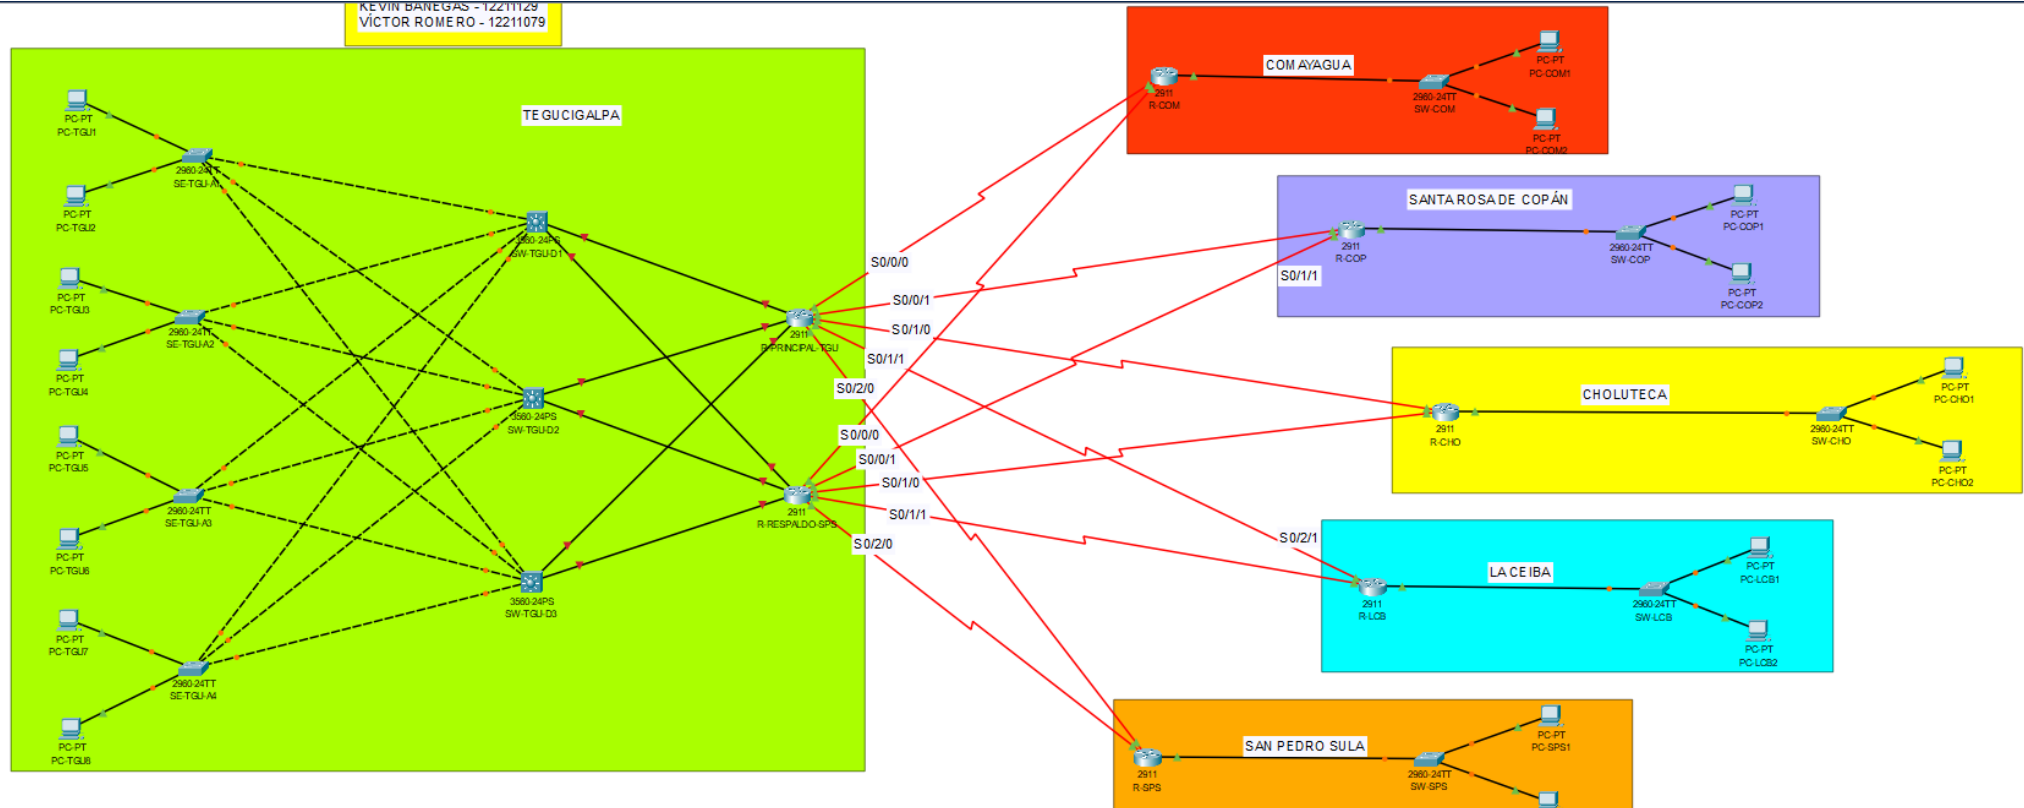 KEVIN BANEGAS - 12211129
VÍCTOR ROMERO - 12211079
TEGUCIGALPA
PC-PT
PC-TGU1
PC-PT
PC-TGU2
2960-24TT
SE-TGU-A1
PC-PT
PC-TGU3
PC-PT
PC-TGU4
2960-24TT
SE-TGU-A2
PC-PT
PC-TGU5
PC-PT
PC-TGU6
2960-24TT
SE-TGU-A3
PC-PT
PC-TGU7
PC-PT
PC-TGU8
2960-24TT
SE-TGU-A4
3560-24PS
SW-TGU-D1
3560-24PS
SW-TGU-D2
3560-24PS
SW-TGU-D3
2911
R-PRINCIPAL-TGU
2911
R-RESPALDO-SPS
S0/0/0
S0/0/1
S0/1/0
S0/1/1
S0/2/0
S0/0/0
S0/0/1
S0/1/0
S0/1/1
S0/2/0
COMAYAGUA
2911
R-COM
2960-24TT
SW-COM
PC-PT
PC-COM1
PC-PT
PC-COM2
SANTA ROSA DE COPÁN
2911
R-COP
S0/1/1
2960-24TT
SW-COP
PC-PT
PC-COP1
PC-PT
PC-COP2
CHOLUTECA
2911
R-CHO
2960-24TT
SW-CHO
PC-PT
PC-CHO1
PC-PT
PC-CHO2
LA CEIBA
S0/2/1
2911
R-LCB
2960-24TT
SW-LCB
PC-PT
PC-LCB1
PC-PT
PC-LCB2
SAN PEDRO SULA
2911
R-SPS
2960-24TT
SW-SPS
PC-PT
PC-SPS1